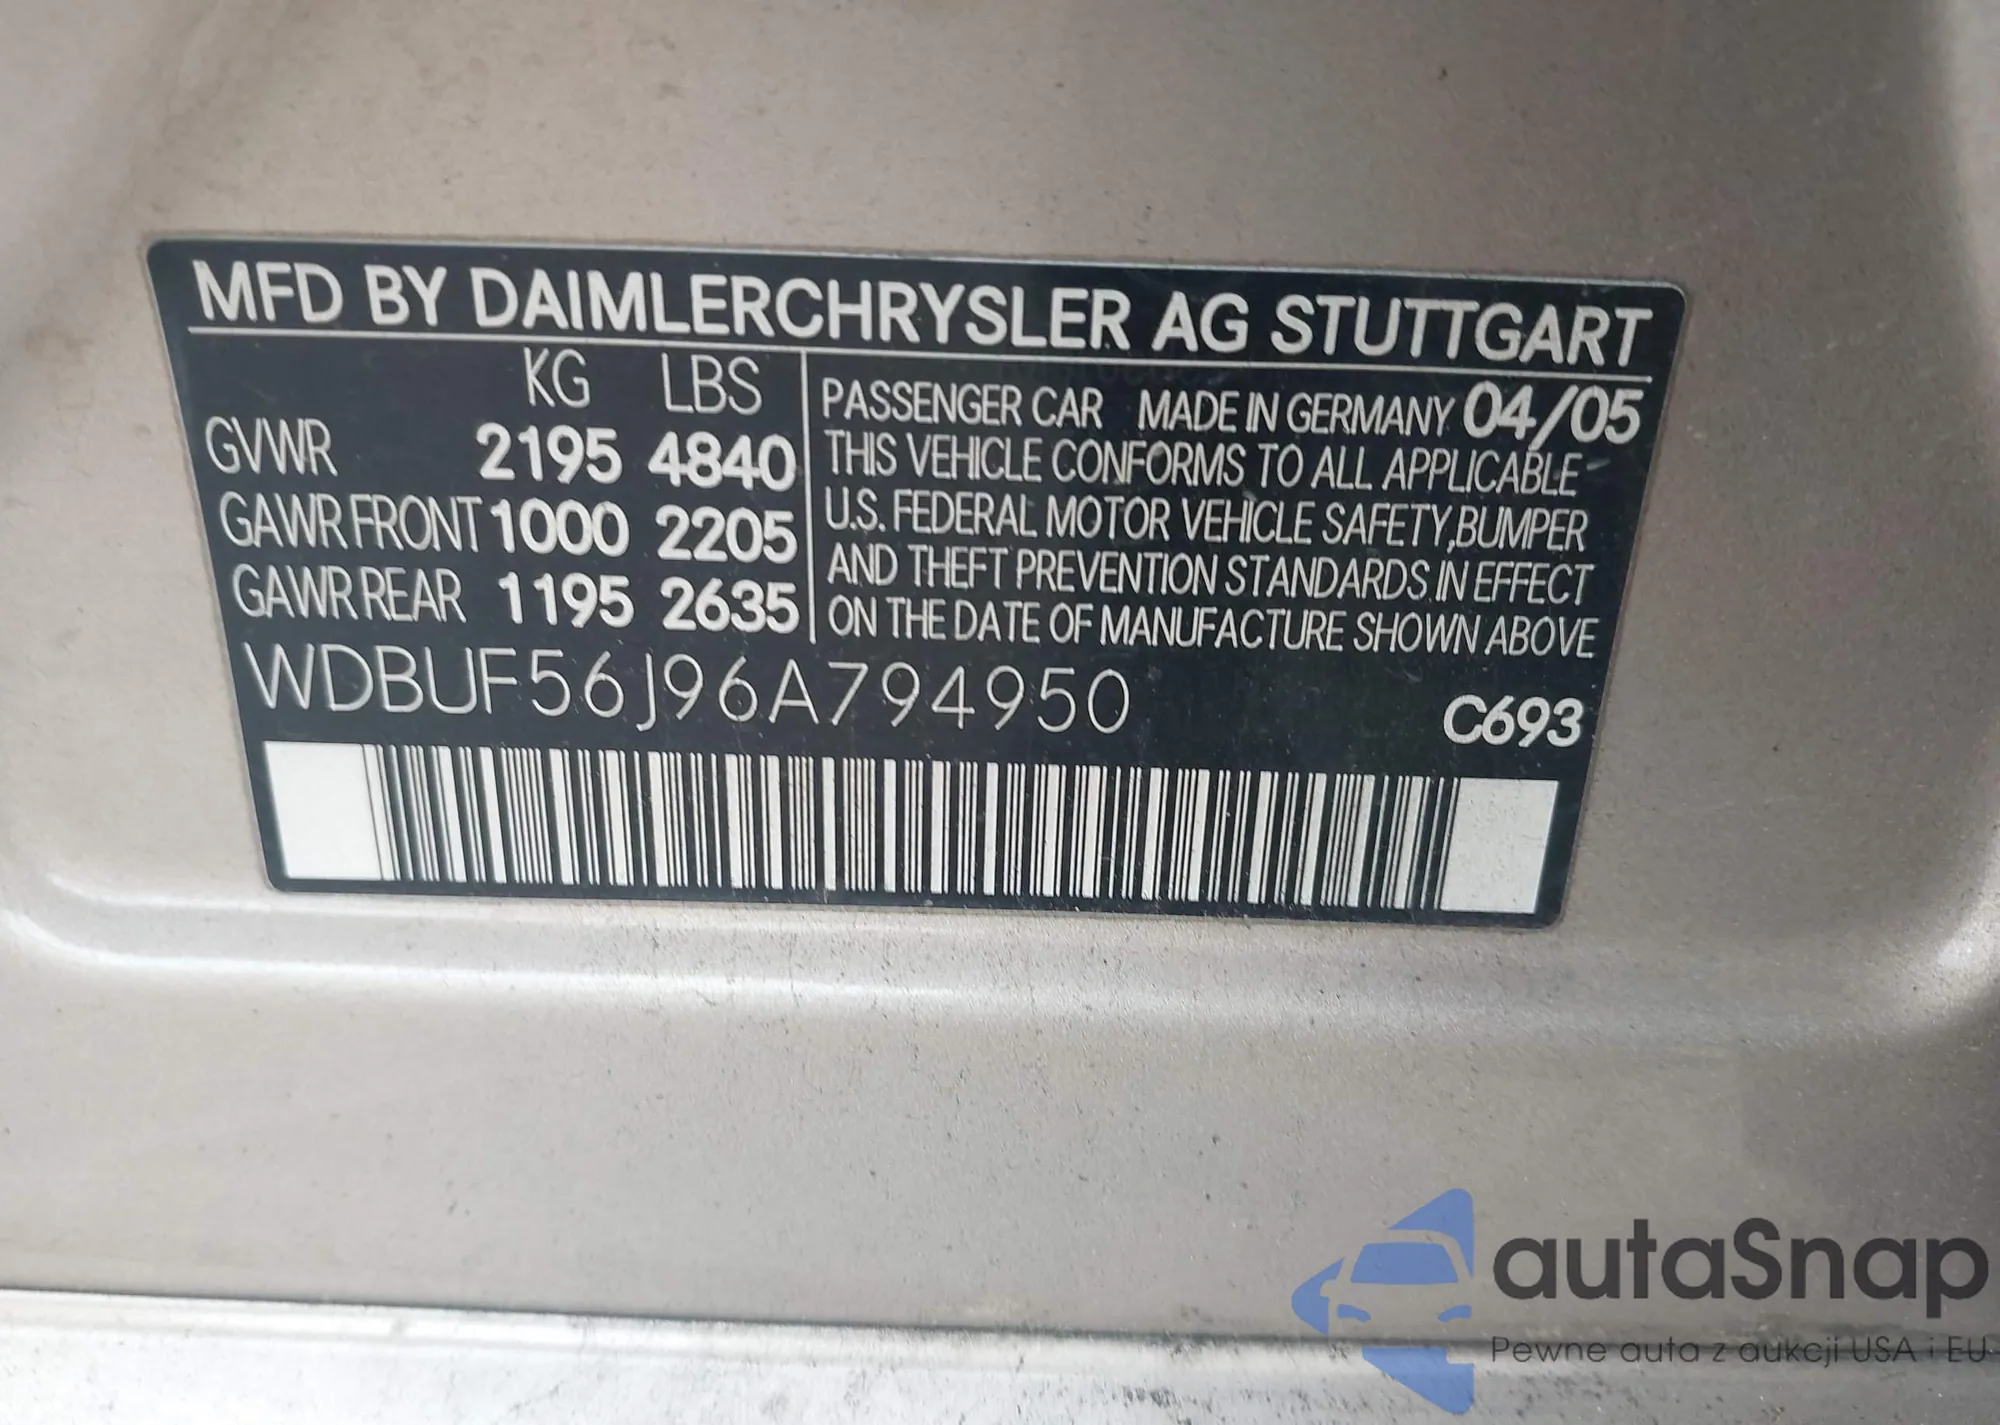 MFD BY DAIMLERCHRYSLER AG STUTTGART
KG LBS
GVWR 2195 4840
GAWR FRONT 1000 2205
GAWR REAR 1195 2635
PASSENGER CAR MADE IN GERMANY 04/05
THIS VEHICLE CONFORMS TO ALL APPLICABLE
U.S. FEDERAL MOTOR VEHICLE SAFETY, BUMPER
AND THEFT PREVENTION STANDARDS IN EFFECT
ON THE DATE OF MANUFACTURE SHOWN ABOVE
WDBUF56J96A794950
C693
autaSnap
Pewne auta z aukcji USA i EU